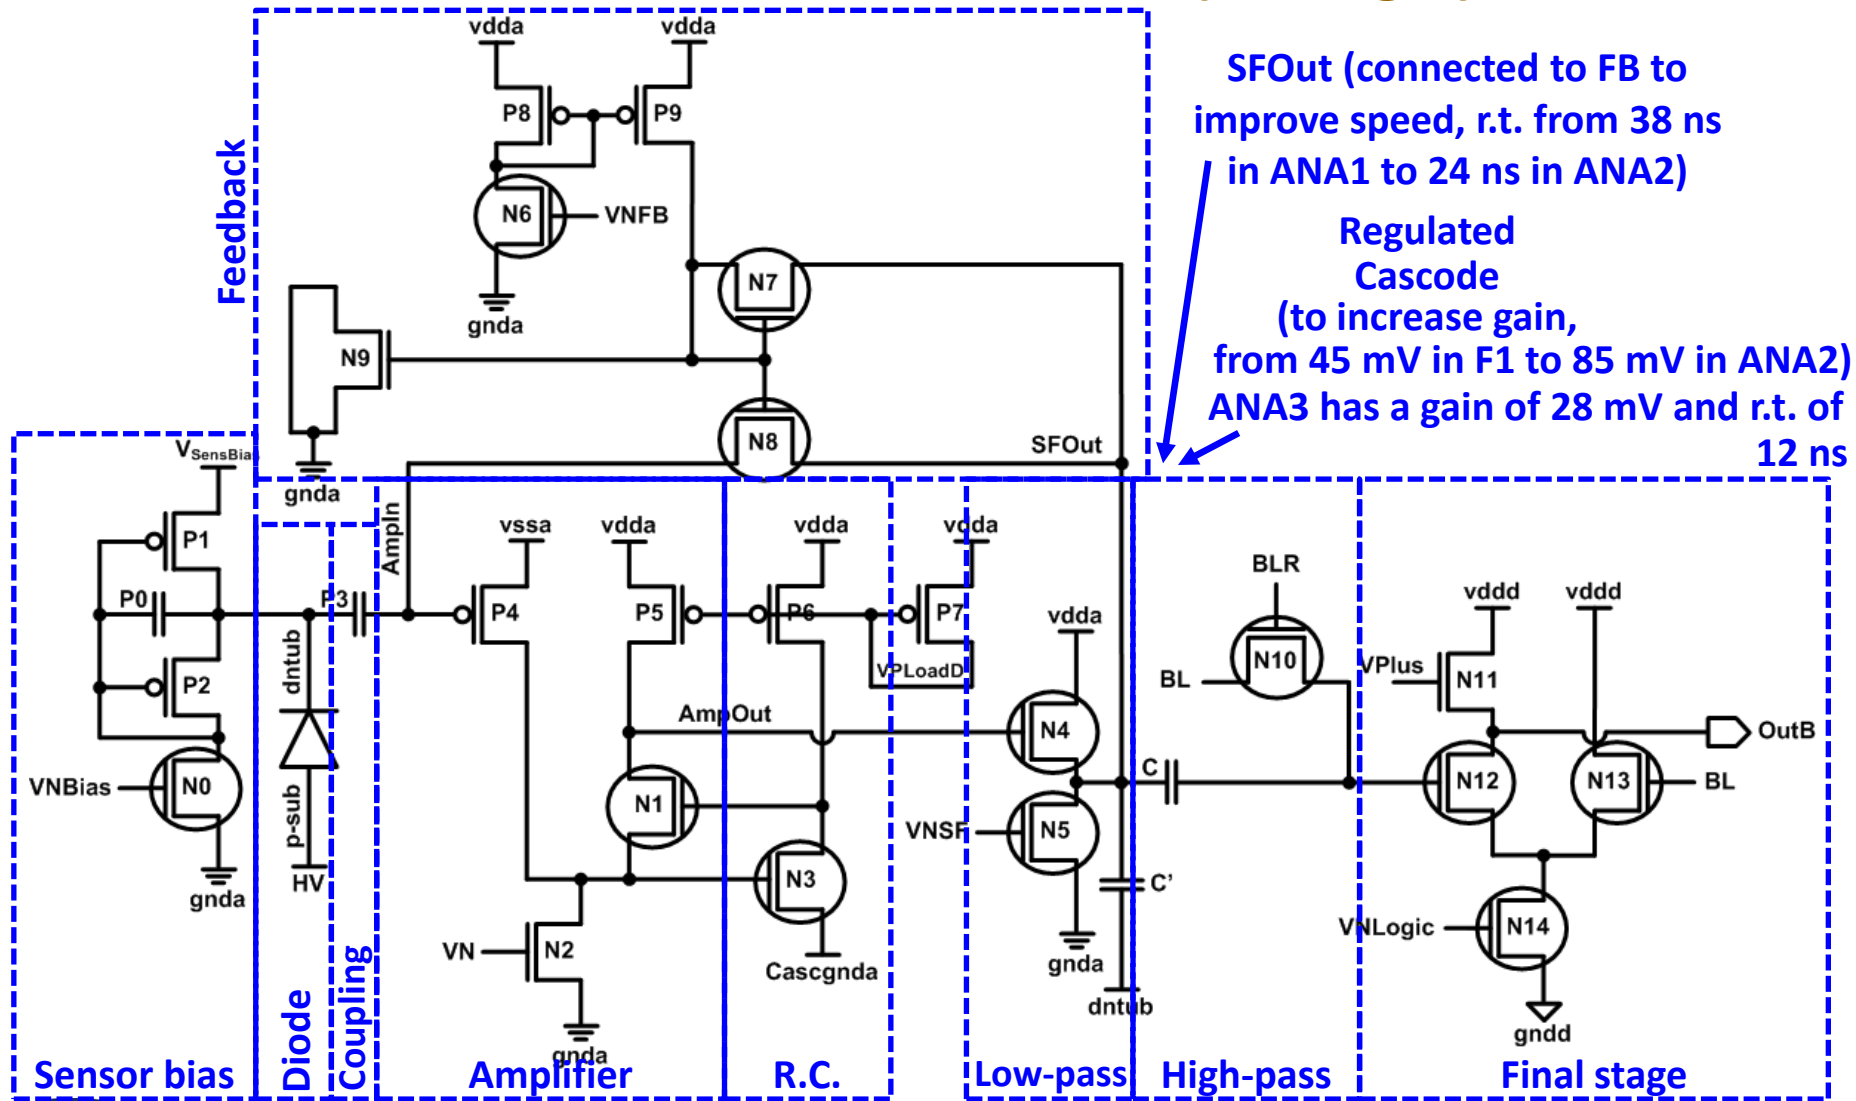 vdda
vdda
SFOut (connected to FB to
improve speed, r.t. from 38 ns
in ANA1 to 24 ns in ANA2)
P8
P9
Feedback
N6
VNFB
gnda
N7
Regulated
Cascode
(to increase gain,
from 45 mV in F1 to 85 mV in ANA2)
ANA3 has a gain of 28 mV and r.t. of
12 ns
N9
gnda
N8
SFOut
VSensBias
P1
P0
P2
VNBias
N0
gnda
Sensor bias
dntub
p-sub
HV
Diode
P3
Coupling
AmpIn
vssa
vdda
P4
P5
AmpOut
N1
VN
N2
gnda
Amplifier
vdda
P6
N3
Cascgnda
R.C.
vdda
P7
VPLoadD
vdda
N4
VNSF
N5
gnda
C'
dntub
Low-pass
BLR
BL
N10
C
High-pass
vddd
vddd
VPlus
N11
OutB
N12
N13
BL
VNLogic
N14
gndd
Final stage